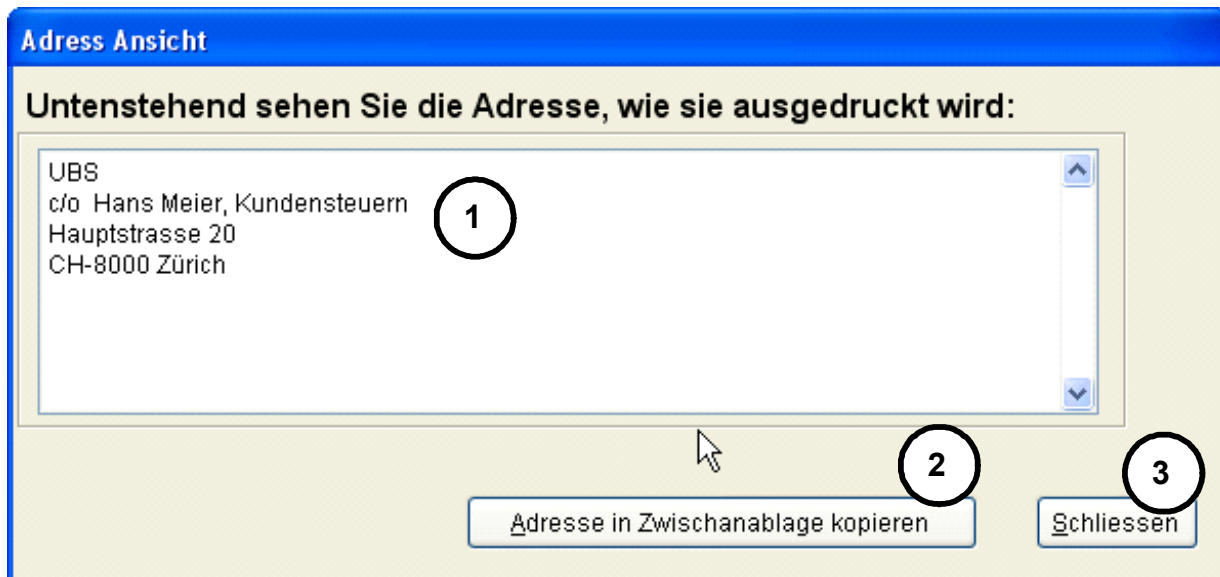 Adress Ansicht
Untenstehend sehen Sie die Adresse, wie sie ausgedruckt wird:
UBS
c/o  Hans Meier, Kundensteuern
1
Hauptstrasse 20
CH-8000 Zürich
2
3
Adresse in Zwischanablage kopieren
Schliessen